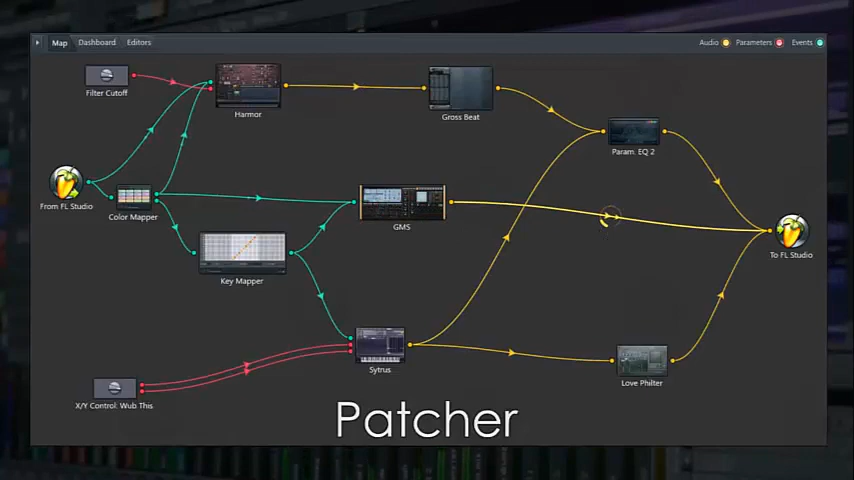 Map Dashboard Editors Audio Parameters Events
Filter Cutoff
Harmor
Gross Beat
Param. EQ 2
From FL Studio
Color Mapper
GMS
To FL Studio
Key Mapper
Sytrus
Love Philter
X/Y Control: Wub This
Patcher